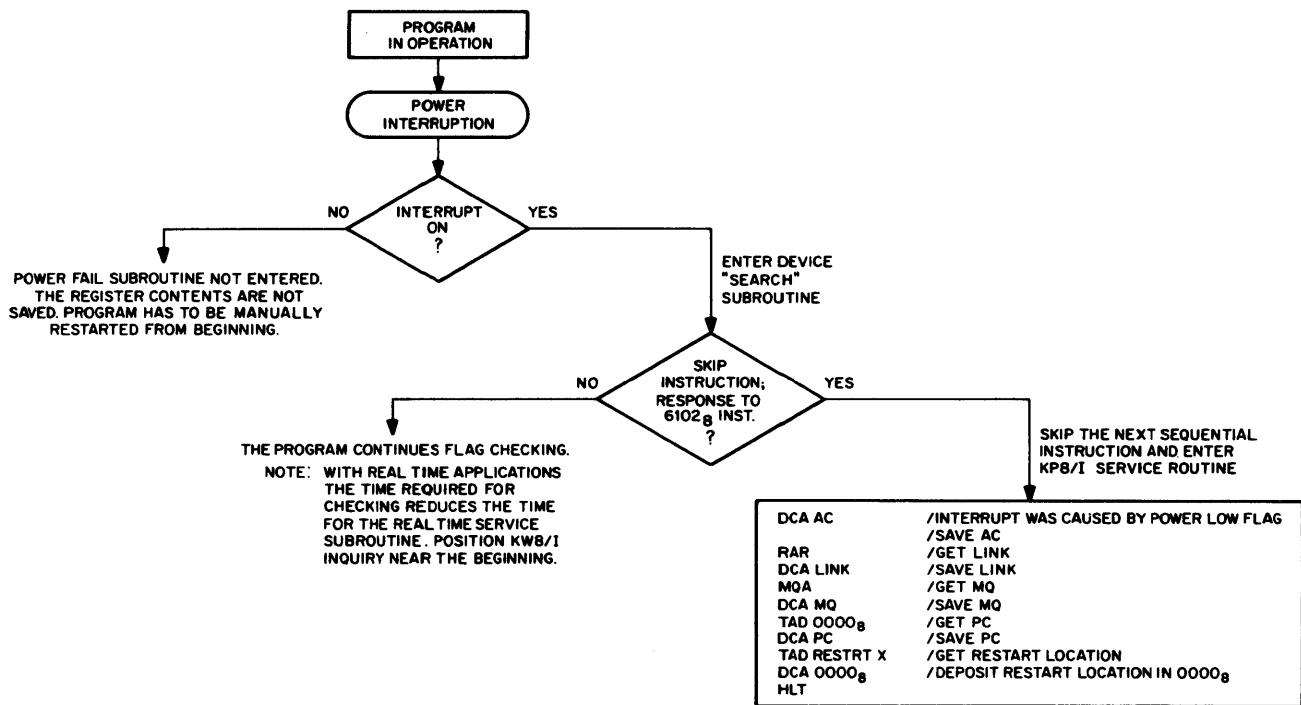 PROGRAM
IN OPERATION
POWER
INTERRUPTION
INTERRUPT
ON
?
NO
YES
POWER FAIL SUBROUTINE NOT ENTERED.
THE REGISTER CONTENTS ARE NOT
SAVED. PROGRAM HAS TO BE MANUALLY
RESTARTED FROM BEGINNING.
ENTER DEVICE
"SEARCH"
SUBROUTINE
SKIP
INSTRUCTION;
RESPONSE TO
6102₈ INST.
?
NO
YES
THE PROGRAM CONTINUES FLAG CHECKING.
NOTE: WITH REAL TIME APPLICATIONS
THE TIME REQUIRED FOR
CHECKING REDUCES THE TIME
FOR THE REAL TIME SERVICE
SUBROUTINE. POSITION KW8/I
INQUIRY NEAR THE BEGINNING.
SKIP THE NEXT SEQUENTIAL
INSTRUCTION AND ENTER
KP8/I SERVICE ROUTINE
DCA AC /INTERRUPT WAS CAUSED BY POWER LOW FLAG
/SAVE AC
RAR /GET LINK
DCA LINK /SAVE LINK
MQA /GET MQ
DCA MQ /SAVE MQ
TAD 0000₈ /GET PC
DCA PC /SAVE PC
TAD RESTRT X /GET RESTART LOCATION
DCA 0000₈ /DEPOSIT RESTART LOCATION IN 0000₈
HLT